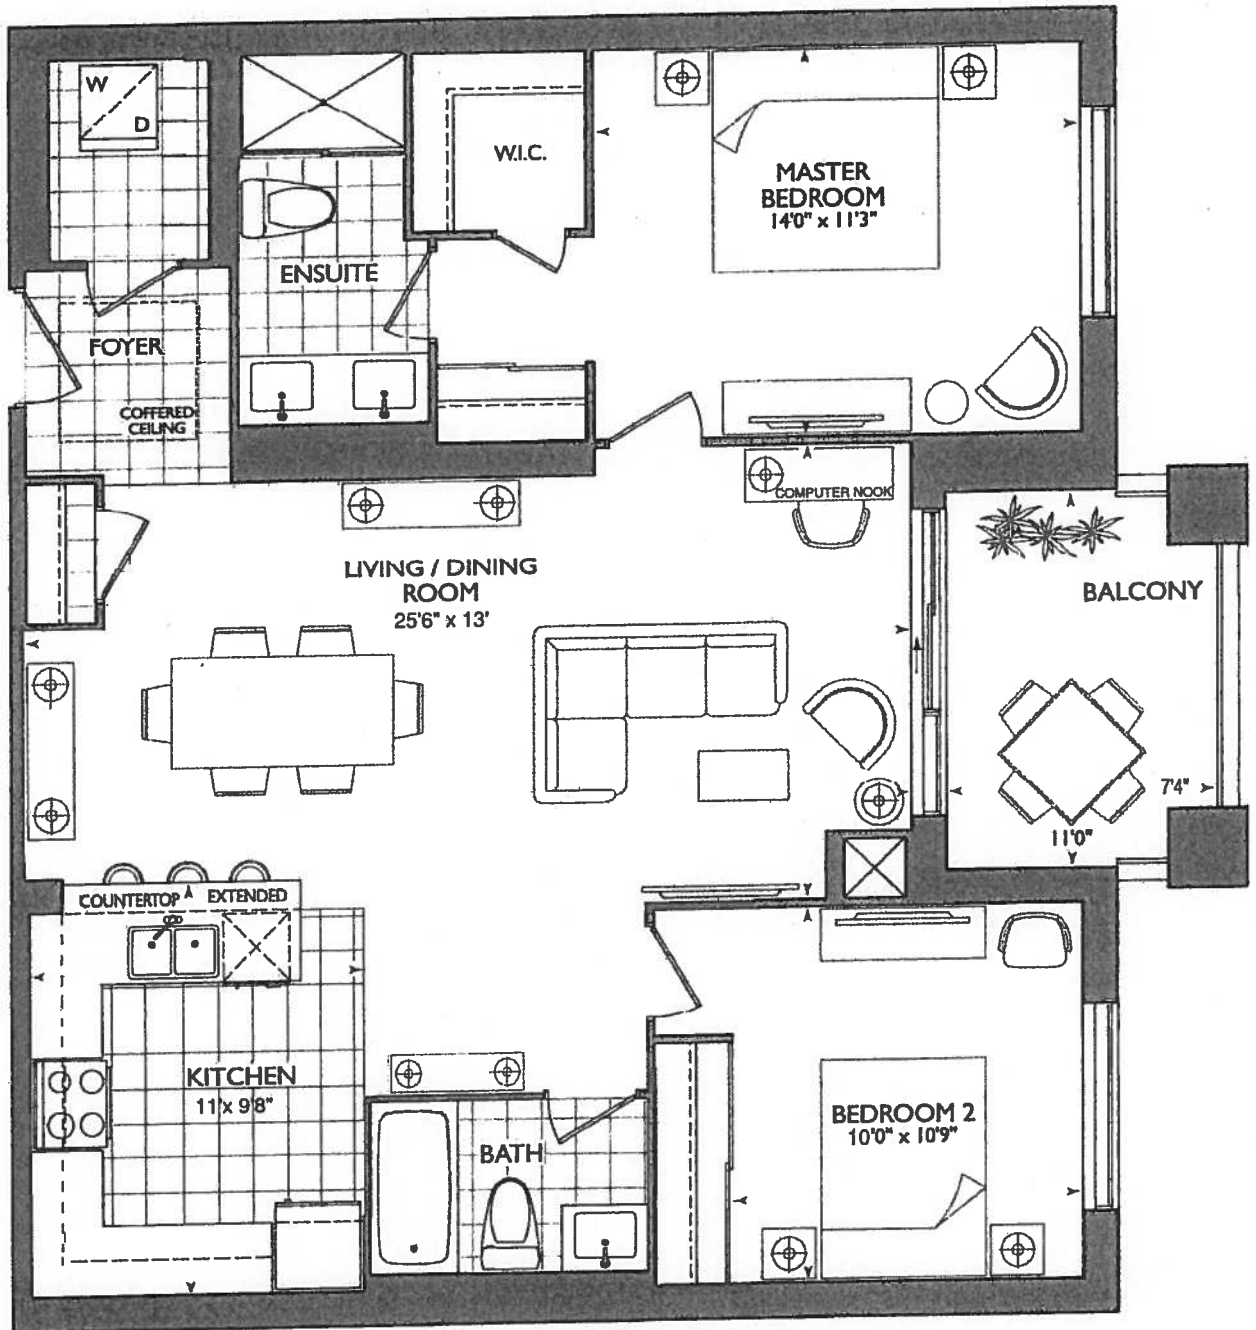 W
D
W.I.C.
MASTER
BEDROOM
14'0" x 11'3"
ENSUITE
FOYER
COFFERED
CEILING
COMPUTER NOOK
LIVING / DINING
ROOM
25'6" x 13'
BALCONY
7'4"
11'0"
COUNTERTOP EXTENDED
KITCHEN
11'x 9'8"
BATH
BEDROOM 2
10'0" x 10'9"